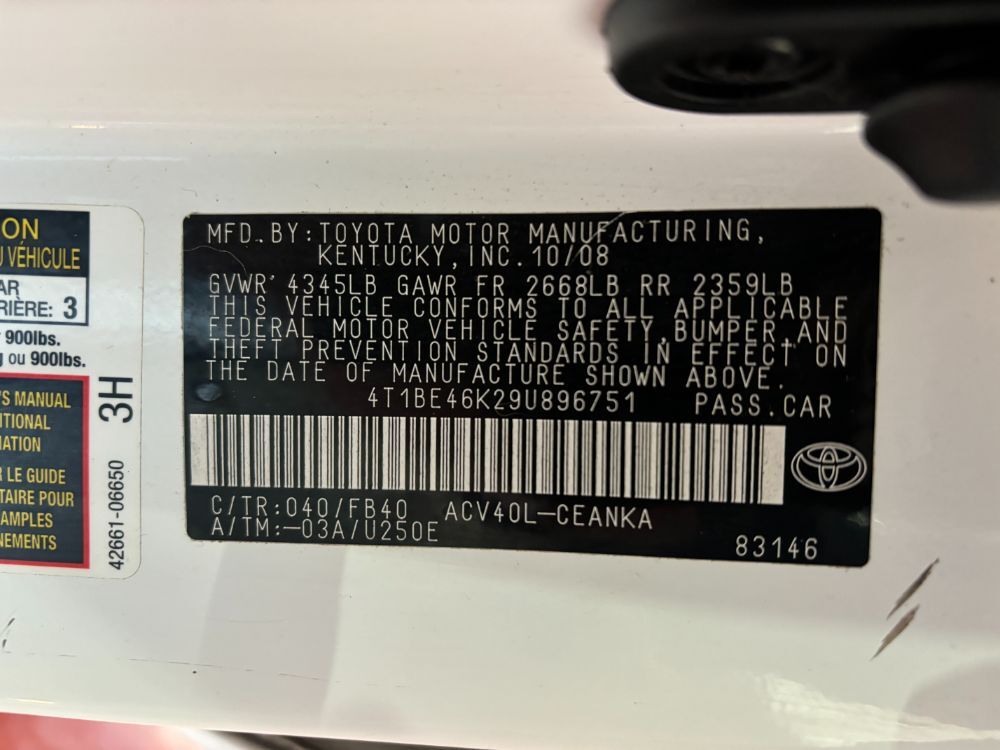 MFD.BY:TOYOTA MOTOR MANUFACTURING,
KENTUCKY,INC.10/08
GVWR 4345LB GAWR FR 2668LB RR 2359LB
THIS VEHICLE CONFORMS TO ALL APPLICABLE
FEDERAL MOTOR VEHICLE SAFETY,BUMPER,AND
THEFT PREVENTION STANDARDS IN EFFECT ON
THE DATE OF MANUFACTURE SHOWN ABOVE.
4T1BE46K29U896751 PASS.CAR
C/TR:040/FB40 ACV40L-CEANKA
A/TM:-03A/U250E
83146
ON
VÉHICULE
AR
RIÈRE: 3
900lbs.
ou 900lbs.
'S MANUAL
ITIONAL
MATION
LE GUIDE
TAIRE POUR
AMPLES
NEMENTS
3H
42661-06650